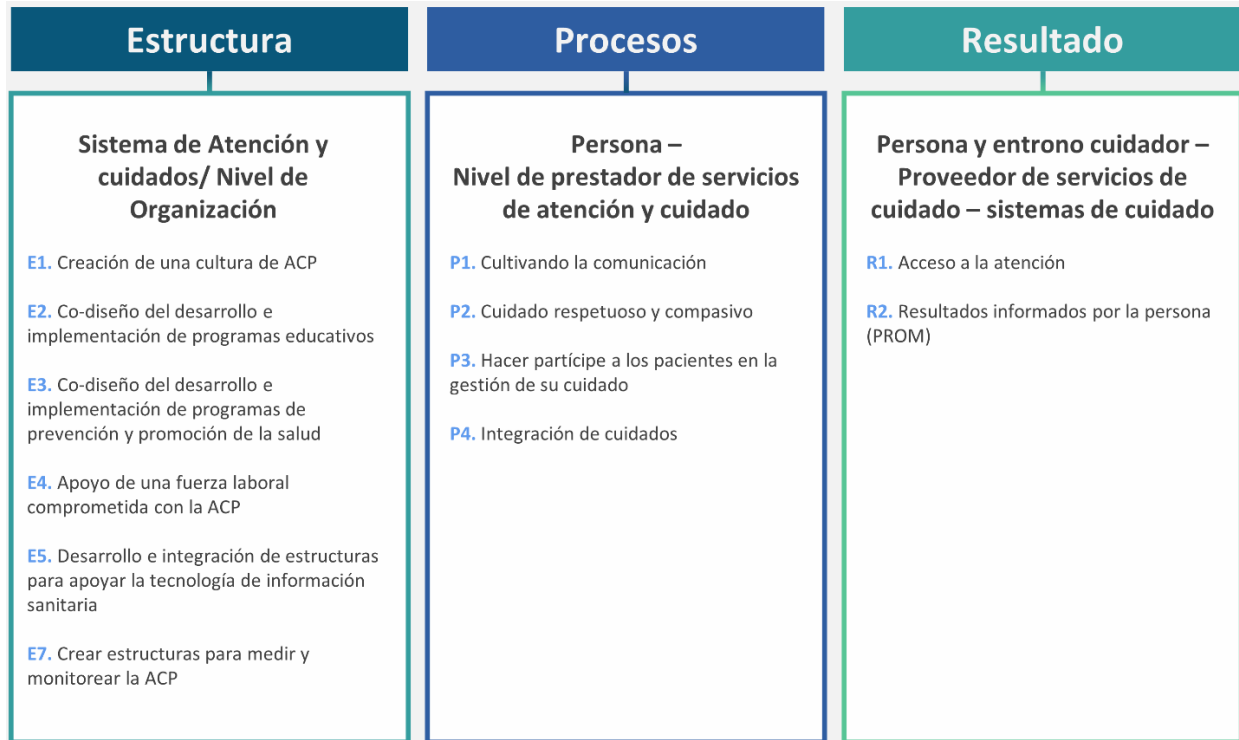 Estructura
Sistema de Atención y
cuidados/ Nivel de
Organización
E1. Creación de una cultura de ACP
E2. Co-diseño del desarrollo e
implementación de programas educativos
E3. Co-diseño del desarrollo e
implementación de programas de
prevención y promoción de la salud
E4. Apoyo de una fuerza laboral
comprometida con la ACP
E5. Desarrollo e integración de estructuras
para apoyar la tecnología de información
sanitaria
E7. Crear estructuras para medir y
monitorear la ACP
Procesos
Persona –
Nivel de prestador de servicios
de atención y cuidado
P1. Cultivando la comunicación
P2. Cuidado respetuoso y compasivo
P3. Hacer partícipe a los pacientes en la
gestión de su cuidado
P4. Integración de cuidados
Resultado
Persona y entrono cuidador –
Proveedor de servicios de
cuidado – sistemas de cuidado
R1. Acceso a la atención
R2. Resultados informados por la persona
(PROM)